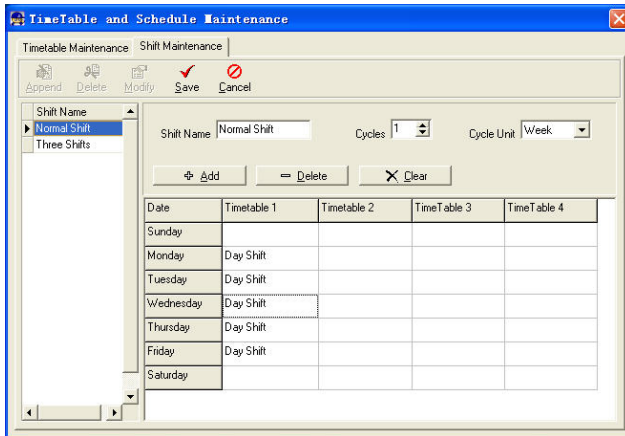 TimeTable and Schedule Maintenance
Timetable Maintenance Shift Maintenance
Append Delete Modify Save Cancel
Shift Name
Normal Shift
Three Shifts
Shift Name Normal Shift Cycles 1 Cycle Unit Week
Add Delete Clear
Date Timetable 1 Timetable 2 TimeTable 3 TimeTable 4
Sunday
Monday Day Shift
Tuesday Day Shift
Wednesday Day Shift
Thursday Day Shift
Friday Day Shift
Saturday